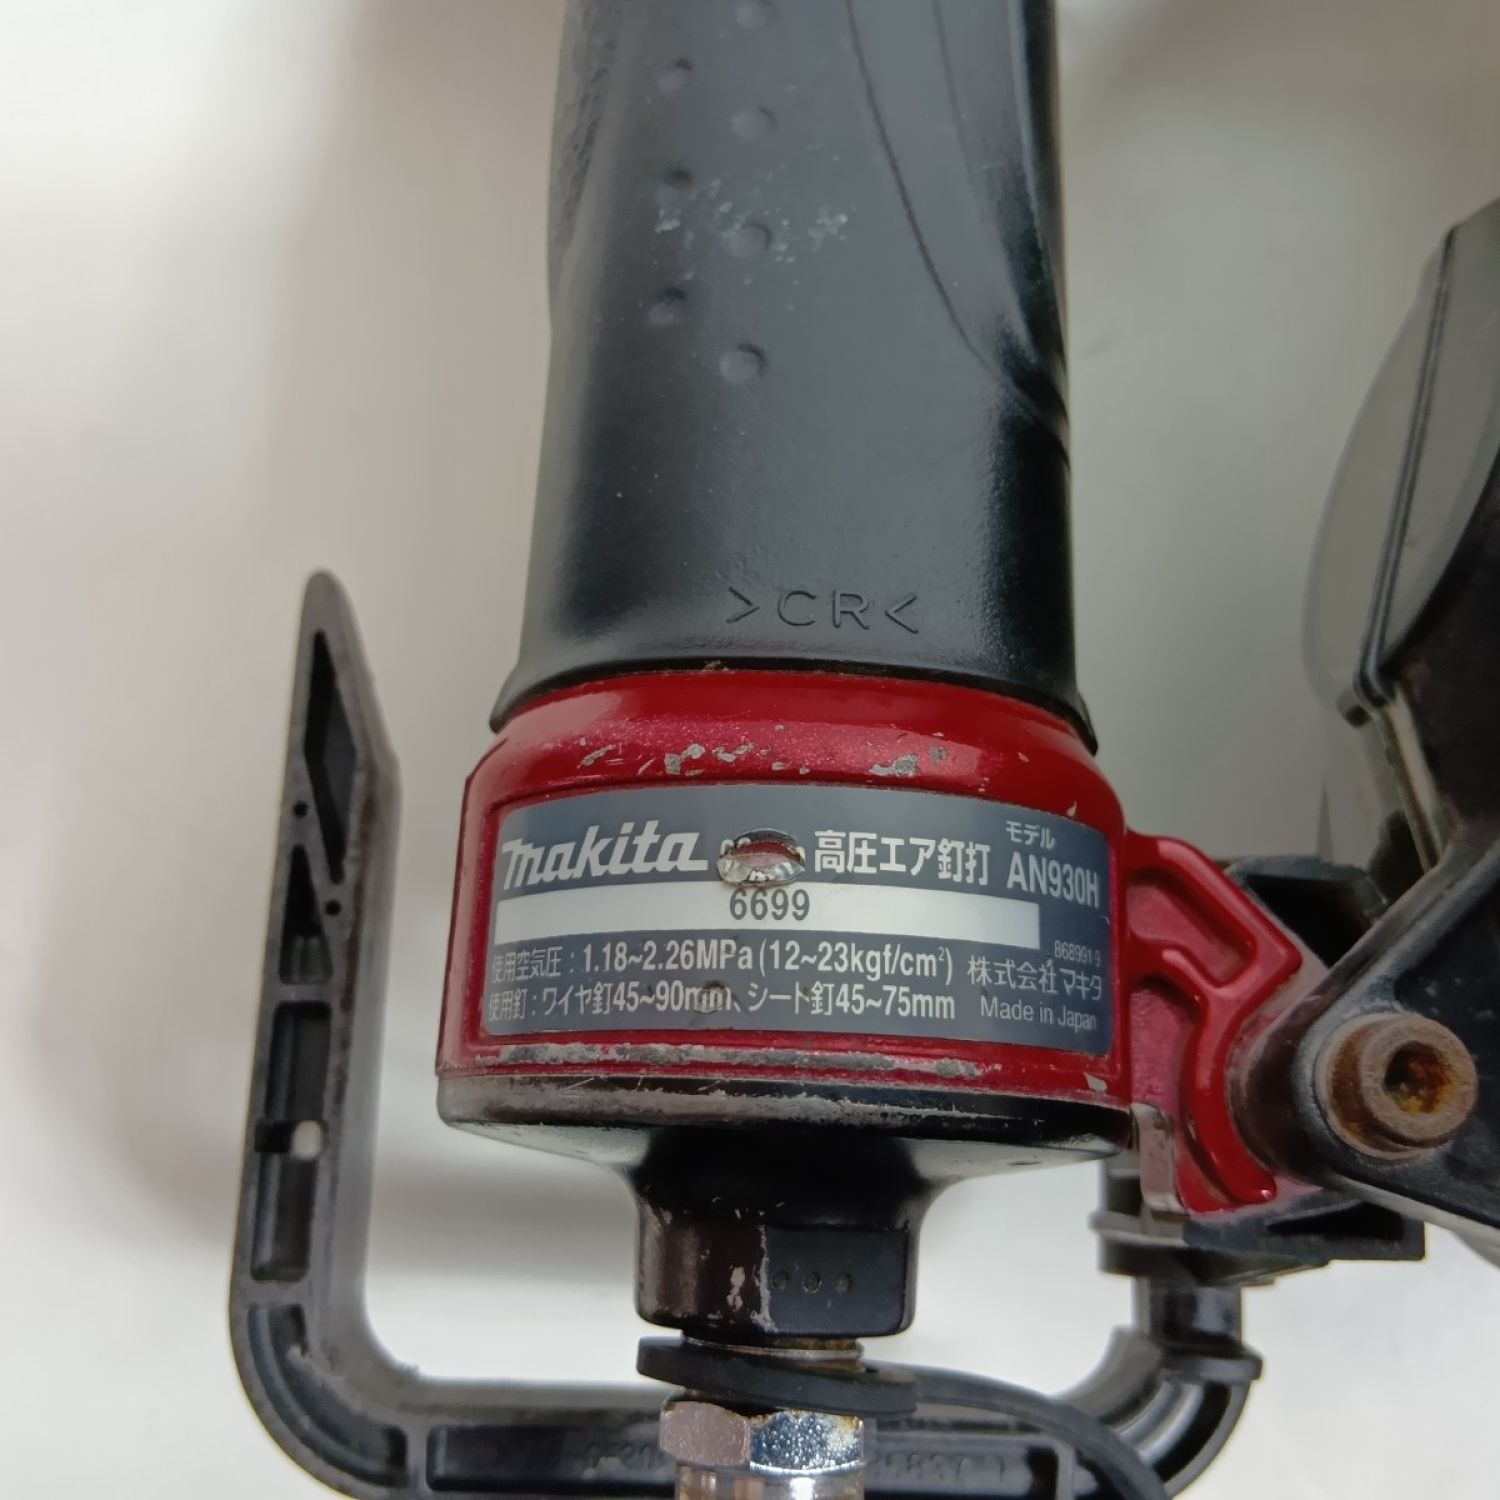 >CR<
makita 高圧エア釘打 モデル AN930H
6699
868991-9
使用空気圧：1.18~2.26MPa (12~23kgf/cm²) 株式会社マキタ
使用釘：ワイヤ釘45~90mm、シート釘45~75mm Made in Japan